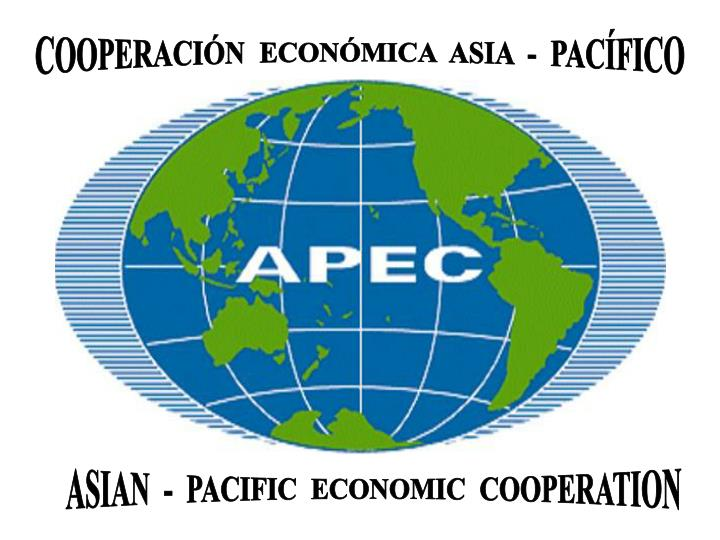 COOPERACIÓN ECONÓMICA ASIA - PACÍFICO
APEC
ASIAN - PACIFIC ECONOMIC COOPERATION